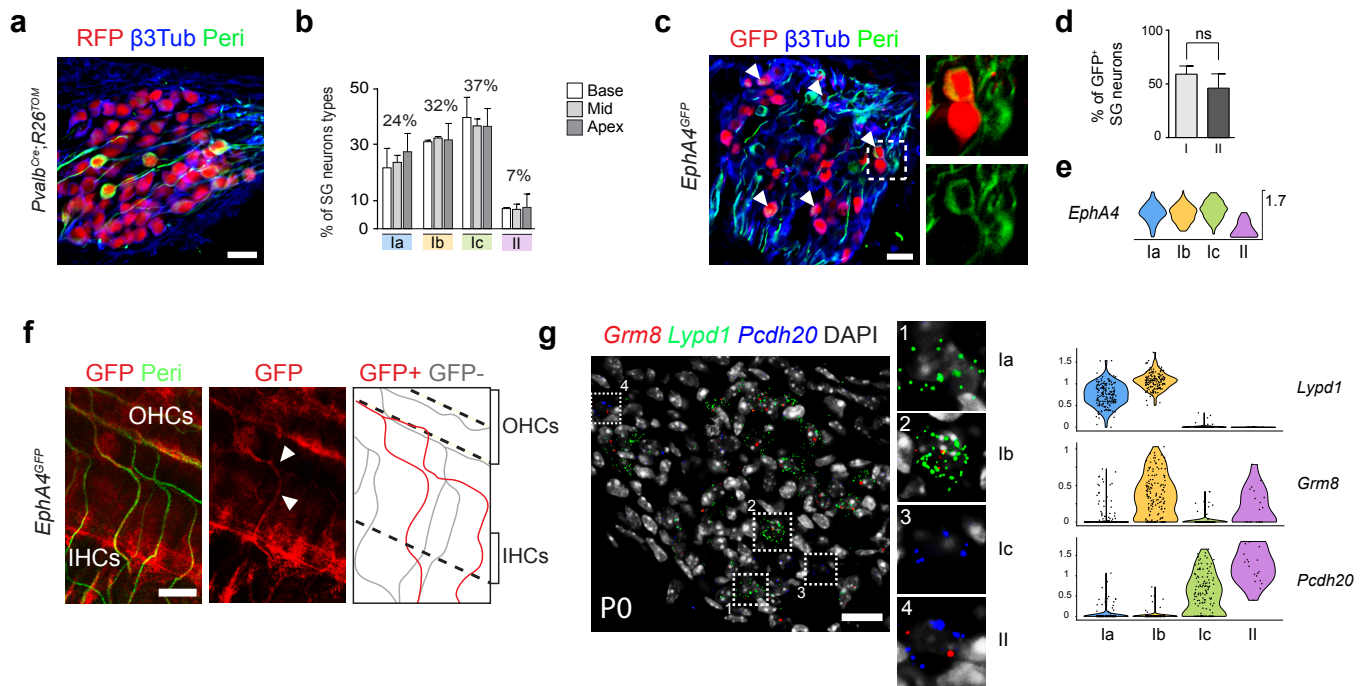 a
RFP β3Tub Peri
Pvalb^Cre;R26^TOM
b
% of SG neurons types
60
40
20
0
24%
32%
37%
7%
Ia
Ib
Ic
II
Base
Mid
Apex
c
GFP β3Tub Peri
EphA4^GFP
d
% of GFP⁺
SG neurons
100
50
0
ns
I
II
e
EphA4
1.7
Ia
Ib
Ic
II
f
GFP Peri
GFP
GFP+ GFP-
EphA4^GFP
OHCs
IHCs
OHCs
IHCs
g
Grm8 Lypd1 Pcdh20 DAPI
4
2
3
1
P0
1
Ia
2
Ib
3
Ic
4
II
1.5
1
0.5
0
Lypd1
1.5
1
0.5
0
Grm8
1.5
1
0.5
0
Pcdh20
Ia
Ib
Ic
II